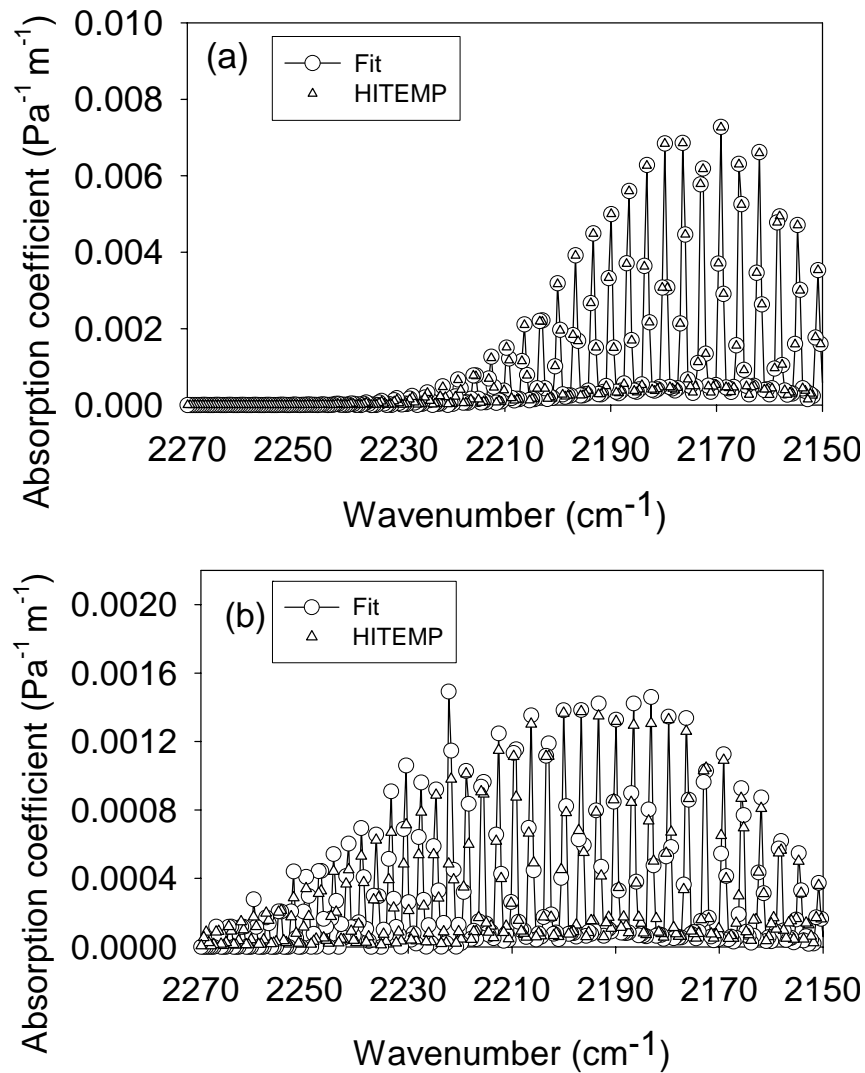 (a)
Fit
HITEMP
Absorption coefficient (Pa-1 m-1)
0.010
0.008
0.006
0.004
0.002
0.000
2270 2250 2230 2210 2190 2170 2150
Wavenumber (cm-1)
(b)
Fit
HITEMP
Absorption coefficient (Pa-1 m-1)
0.0020
0.0016
0.0012
0.0008
0.0004
0.0000
2270 2250 2230 2210 2190 2170 2150
Wavenumber (cm-1)